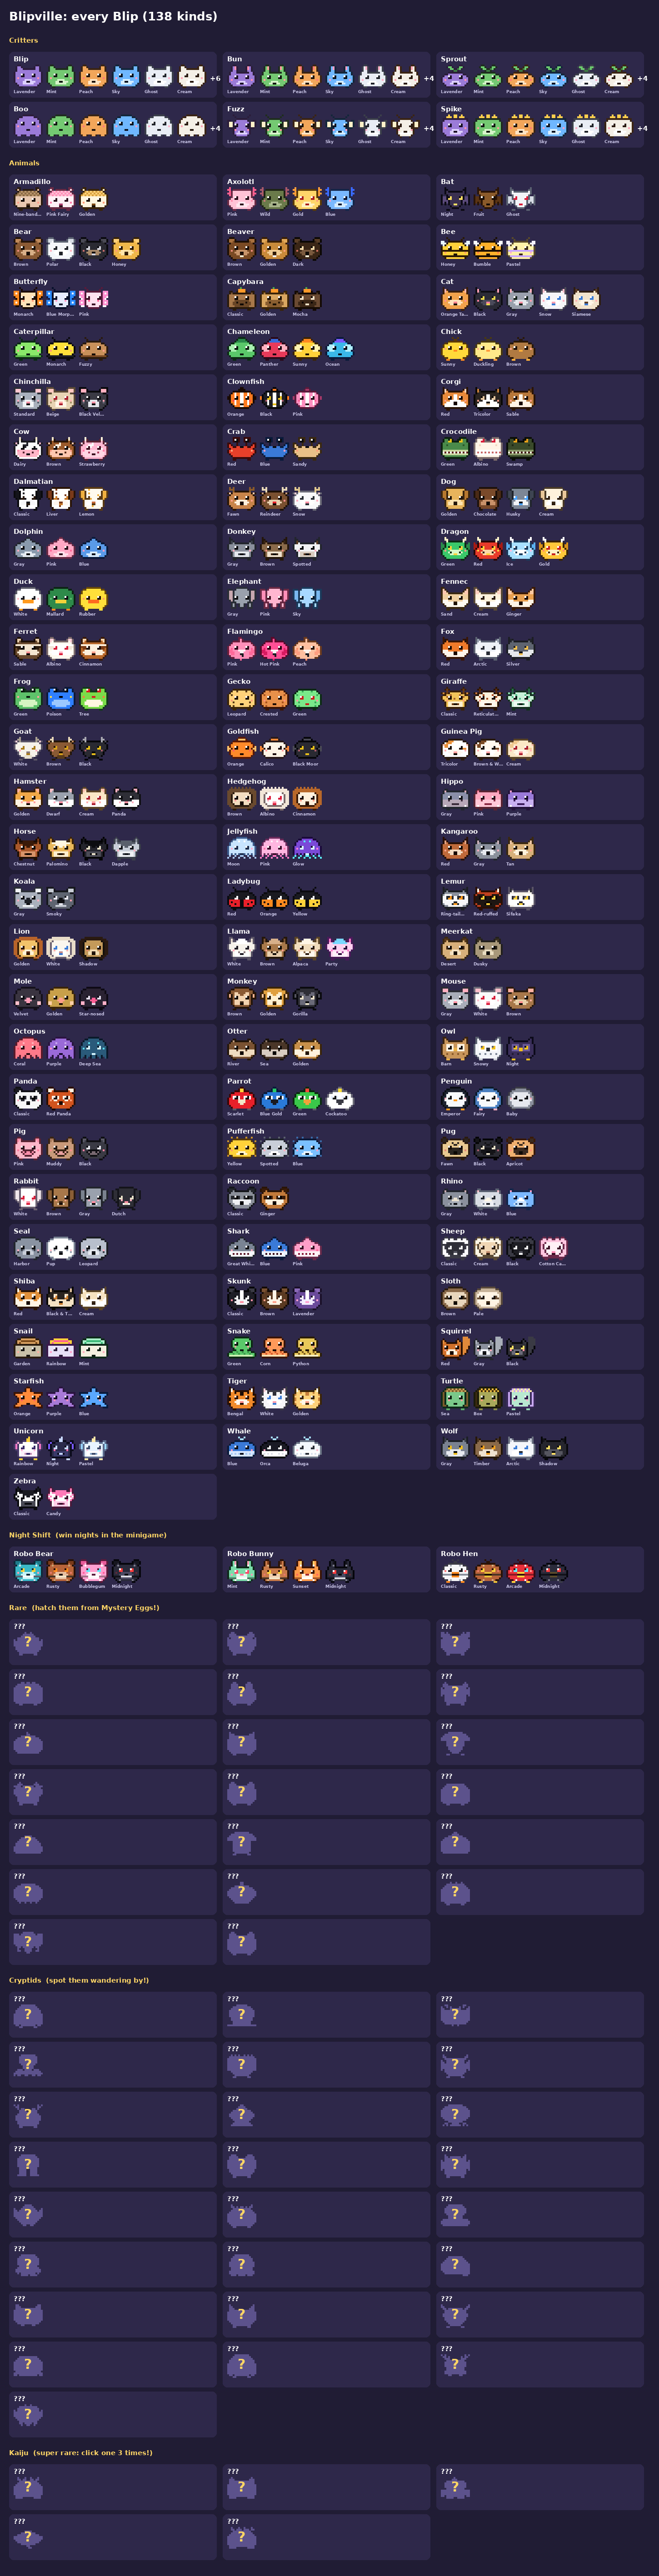 Blipville: every Blip (138 kinds)
Critters
Blip
Lavender Mint Peach Sky Ghost Cream +6
Bun
Lavender Mint Peach Sky Ghost Cream +4
Sprout
Lavender Mint Peach Sky Ghost Cream +4
Boo
Lavender Mint Peach Sky Ghost Cream +4
Fuzz
Lavender Mint Peach Sky Ghost Cream +4
Spike
Lavender Mint Peach Sky Ghost Cream +4
Animals
Armadillo
Nine-band... Pink Fairy Golden
Axolotl
Pink Wild Gold Blue
Bat
Night Fruit Ghost
Bear
Brown Polar Black Honey
Beaver
Brown Golden Dark
Bee
Honey Bumble Pastel
Butterfly
Monarch Blue Morp... Pink
Capybara
Classic Golden Mocha
Cat
Orange Ta... Black Gray Snow Siamese
Caterpillar
Green Monarch Fuzzy
Chameleon
Green Panther Sunny Ocean
Chick
Sunny Duckling Brown
Chinchilla
Standard Beige Black Vel...
Clownfish
Orange Black Pink
Corgi
Red Tricolor Sable
Cow
Dairy Brown Strawberry
Crab
Red Blue Sandy
Crocodile
Green Albino Swamp
Dalmatian
Classic Liver Lemon
Deer
Fawn Reindeer Snow
Dog
Golden Chocolate Husky Cream
Dolphin
Gray Pink Blue
Donkey
Gray Brown Spotted
Dragon
Green Red Ice Gold
Duck
White Mallard Rubber
Elephant
Gray Pink Sky
Fennec
Sand Cream Ginger
Ferret
Sable Albino Cinnamon
Flamingo
Pink Hot Pink Peach
Fox
Red Arctic Silver
Frog
Green Poison Tree
Gecko
Leopard Crested Green
Giraffe
Classic Reticulat... Mint
Goat
White Brown Black
Goldfish
Orange Calico Black Moor
Guinea Pig
Tricolor Brown & W... Cream
Hamster
Golden Dwarf Cream Panda
Hedgehog
Brown Albino Cinnamon
Hippo
Gray Pink Purple
Horse
Chestnut Palomino Black Dapple
Jellyfish
Moon Pink Glow
Kangaroo
Red Gray Tan
Koala
Gray Smoky
Ladybug
Red Orange Yellow
Lemur
Ring-tail... Red-ruffed Sifaka
Lion
Golden White Shadow
Llama
White Brown Alpaca Party
Meerkat
Desert Dusky
Mole
Velvet Golden Star-nosed
Monkey
Brown Golden Gorilla
Mouse
Gray White Brown
Octopus
Coral Purple Deep Sea
Otter
River Sea Golden
Owl
Barn Snowy Night
Panda
Classic Red Panda
Parrot
Scarlet Blue Gold Green Cockatoo
Penguin
Emperor Fairy Baby
Pig
Pink Muddy Black
Pufferfish
Yellow Spotted Blue
Pug
Fawn Black Apricot
Rabbit
White Brown Gray Dutch
Raccoon
Classic Ginger
Rhino
Gray White Blue
Seal
Harbor Pup Leopard
Shark
Great Whi... Blue Pink
Sheep
Classic Cream Black Cotton Ca...
Shiba
Red Black & T... Cream
Skunk
Classic Brown Lavender
Sloth
Brown Pale
Snail
Garden Rainbow Mint
Snake
Green Corn Python
Squirrel
Red Gray Black
Starfish
Orange Purple Blue
Tiger
Bengal White Golden
Turtle
Sea Box Pastel
Unicorn
Rainbow Night Pastel
Whale
Blue Orca Beluga
Wolf
Gray Timber Arctic Shadow
Zebra
Classic Candy
Night Shift (win nights in the minigame)
Robo Bear
Arcade Rusty Bubblegum Midnight
Robo Bunny
Mint Rusty Sunset Midnight
Robo Hen
Classic Rusty Arcade Midnight
Rare (hatch them from Mystery Eggs!)
??? ??? ???
? ? ?
??? ??? ???
? ? ?
??? ??? ???
? ? ?
??? ??? ???
? ? ?
??? ??? ???
? ? ?
??? ??? ???
? ? ?
??? ???
? ?
Cryptids (spot them wandering by!)
??? ??? ???
? ? ?
??? ??? ???
? ? ?
??? ??? ???
? ? ?
??? ??? ???
? ? ?
??? ??? ???
? ? ?
??? ??? ???
? ? ?
??? ??? ???
? ? ?
??? ??? ???
? ? ?
???
?
Kaiju (super rare: click one 3 times!)
??? ??? ???
? ? ?
??? ???
? ?